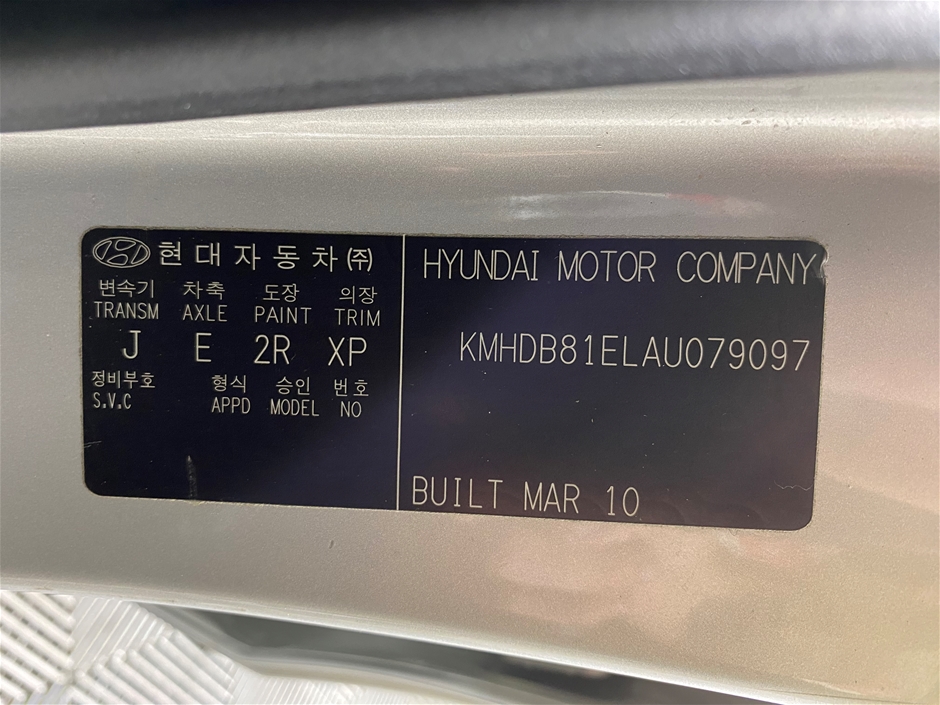 현대자동차㈜
변속기 차축 도장 의장
TRANSM AXLE PAINT TRIM
J E 2R XP
정비부호 형식 승인 번호
S.V.C APPD MODEL NO
HYUNDAI MOTOR COMPANY
KMHDB81ELAU079097
BUILT MAR 10